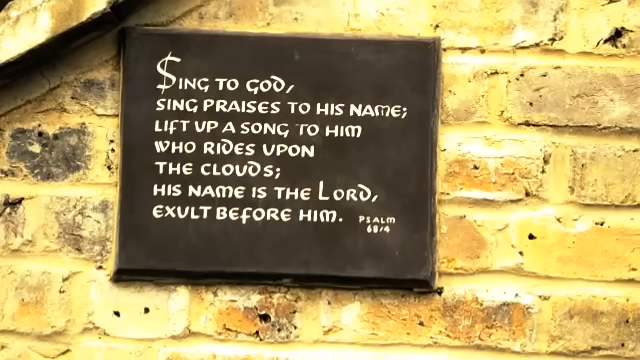 Sing to God,
sing praises to his name;
lift up a song to him
who rides upon
the clouds;
his name is the Lord,
exult before him.
Psalm
68/4